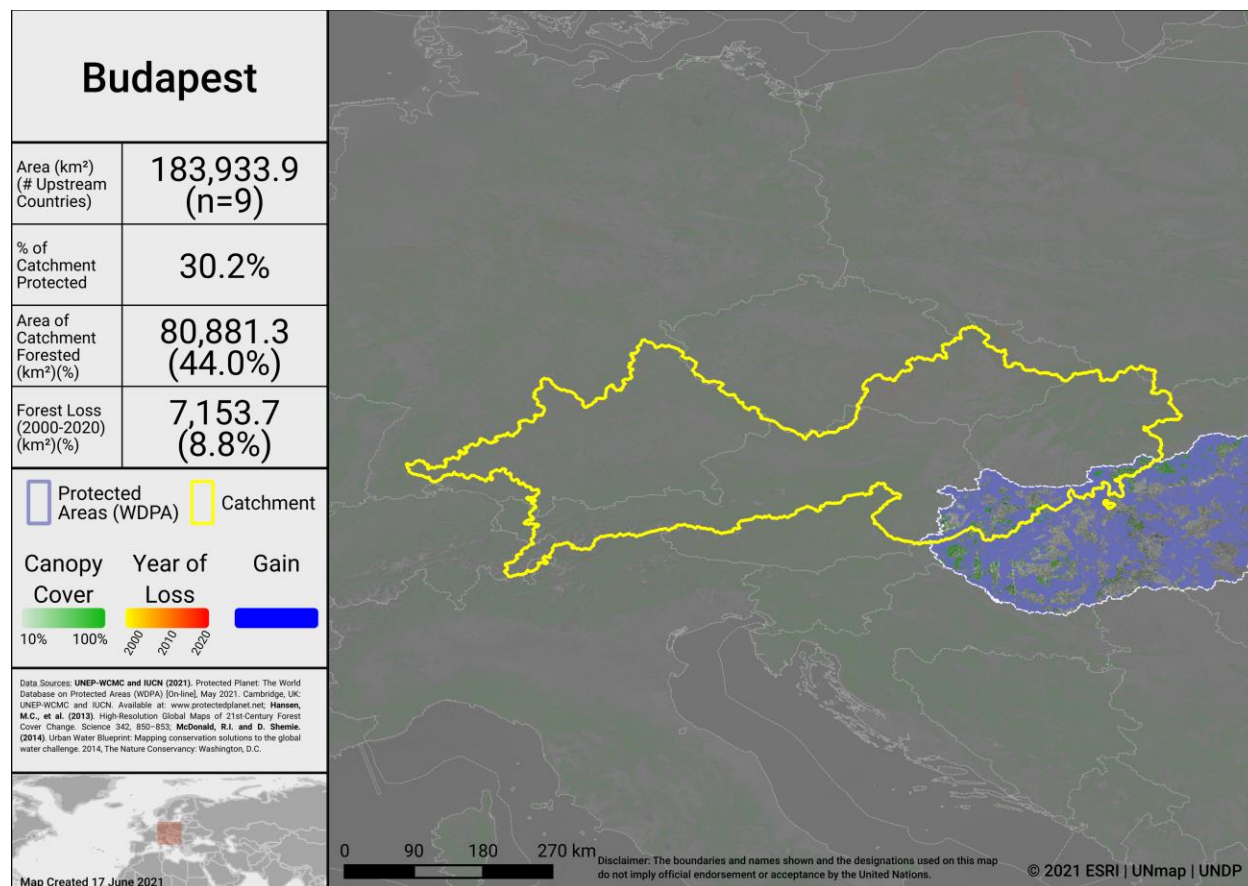 Budapest
Area (km²)
(# Upstream
Countries)
183,933.9
(n=9)
% of
Catchment
Protected
30.2%
Area of
Catchment
Forested
(km²)(%)
80,881.3
(44.0%)
Forest Loss
(2000-2020)
(km²)(%)
7,153.7
(8.8%)
Protected
Areas (WDPA)
Catchment
Canopy
Cover
10% 100%
Year of
Loss
2000 2010 2020
Gain
Data Sources: UNEP-WCMC and IUCN (2021). Protected Planet: The World
Database on Protected Areas (WDPA) [On-line], May 2021. Cambridge, UK:
UNEP-WCMC and IUCN. Available at: www.protectedplanet.net; Hansen,
M.C., et al. (2013). High-Resolution Global Maps of 21st-Century Forest
Cover Change. Science 342, 850–853; McDonald, R.I. and D. Shemie.
(2014). Urban Water Blueprint: Mapping conservation solutions to the global
water challenge. 2014, The Nature Conservancy: Washington, D.C.
Map Created 17 June 2021
0 90 180 270 km
Disclaimer: The boundaries and names shown and the designations used on this map
do not imply official endorsement or acceptance by the United Nations.
© 2021 ESRI | UNmap | UNDP